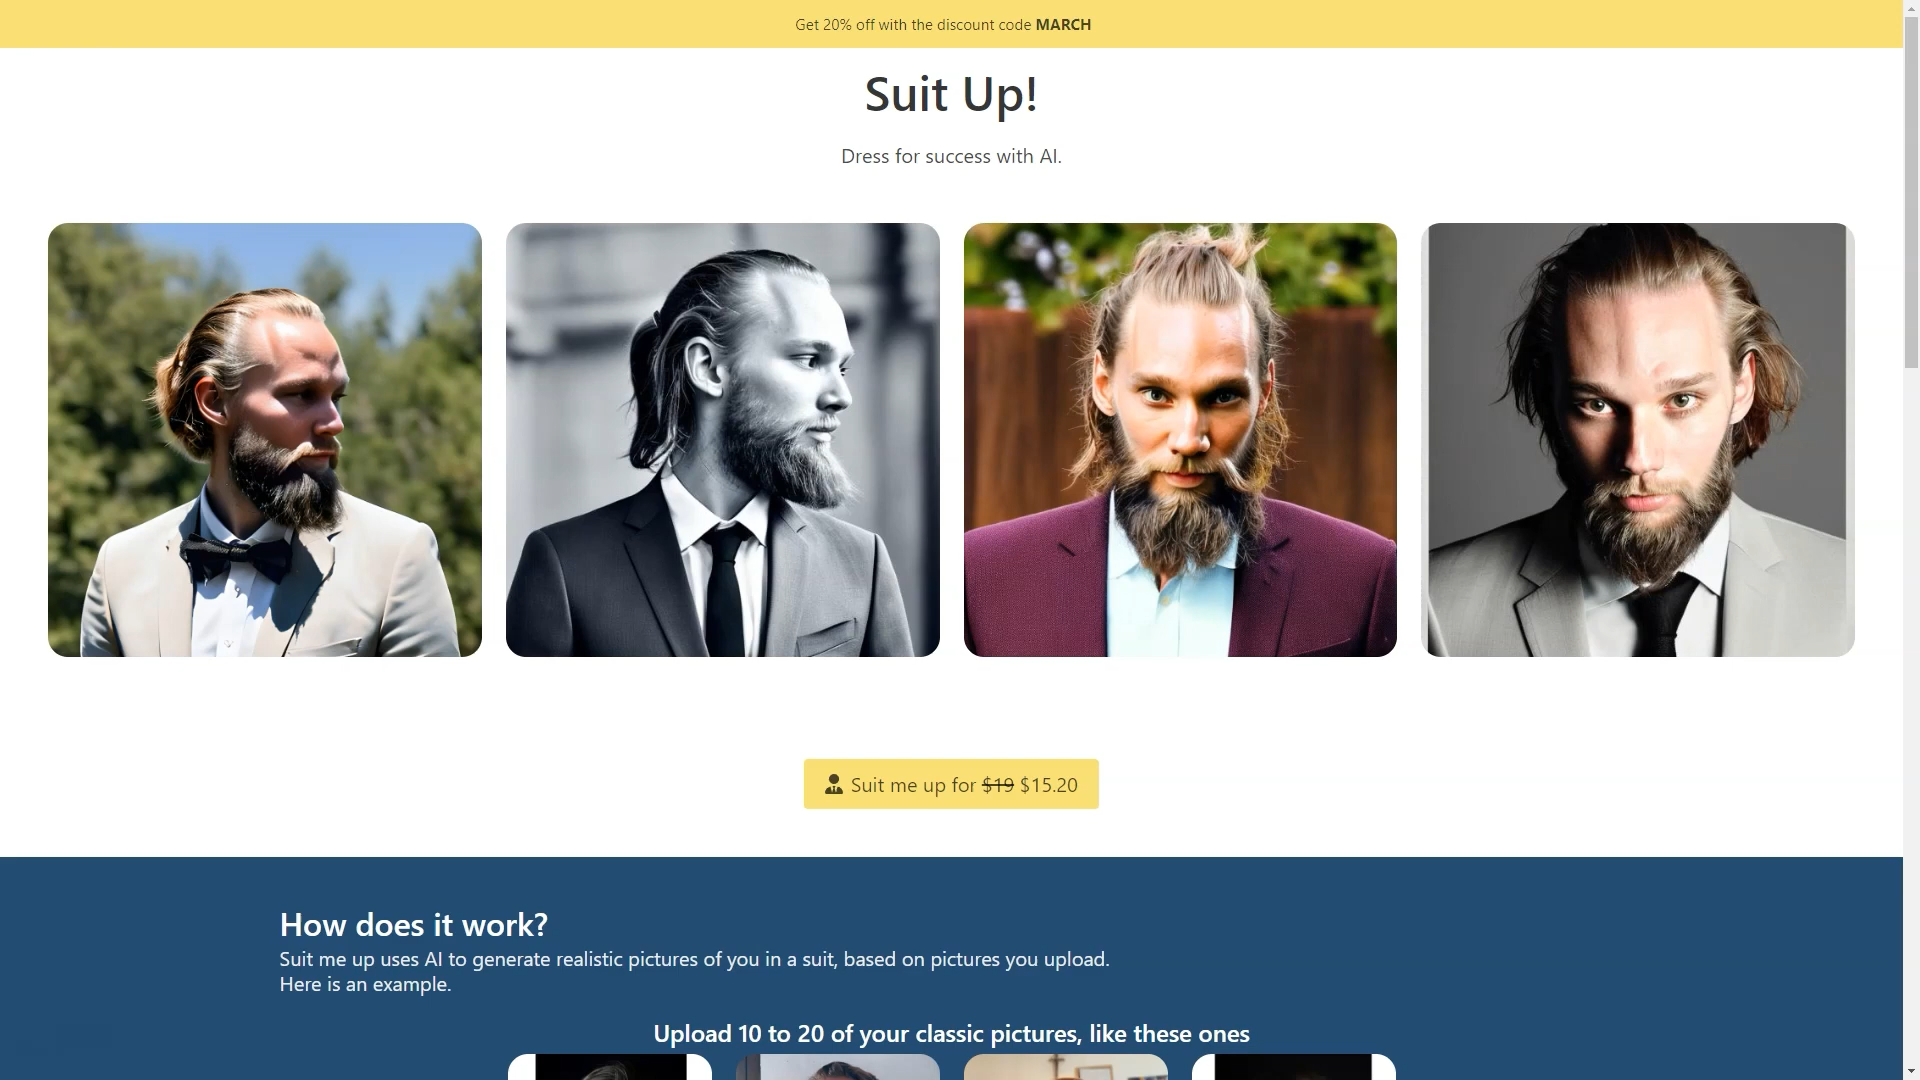 Get 20% off with the discount code MARCH
Suit Up!
Dress for success with AI.
Suit me up for $19 $15.20
How does it work?
Suit me up uses AI to generate realistic pictures of you in a suit, based on pictures you upload.
Here is an example.
Upload 10 to 20 of your classic pictures, like these ones